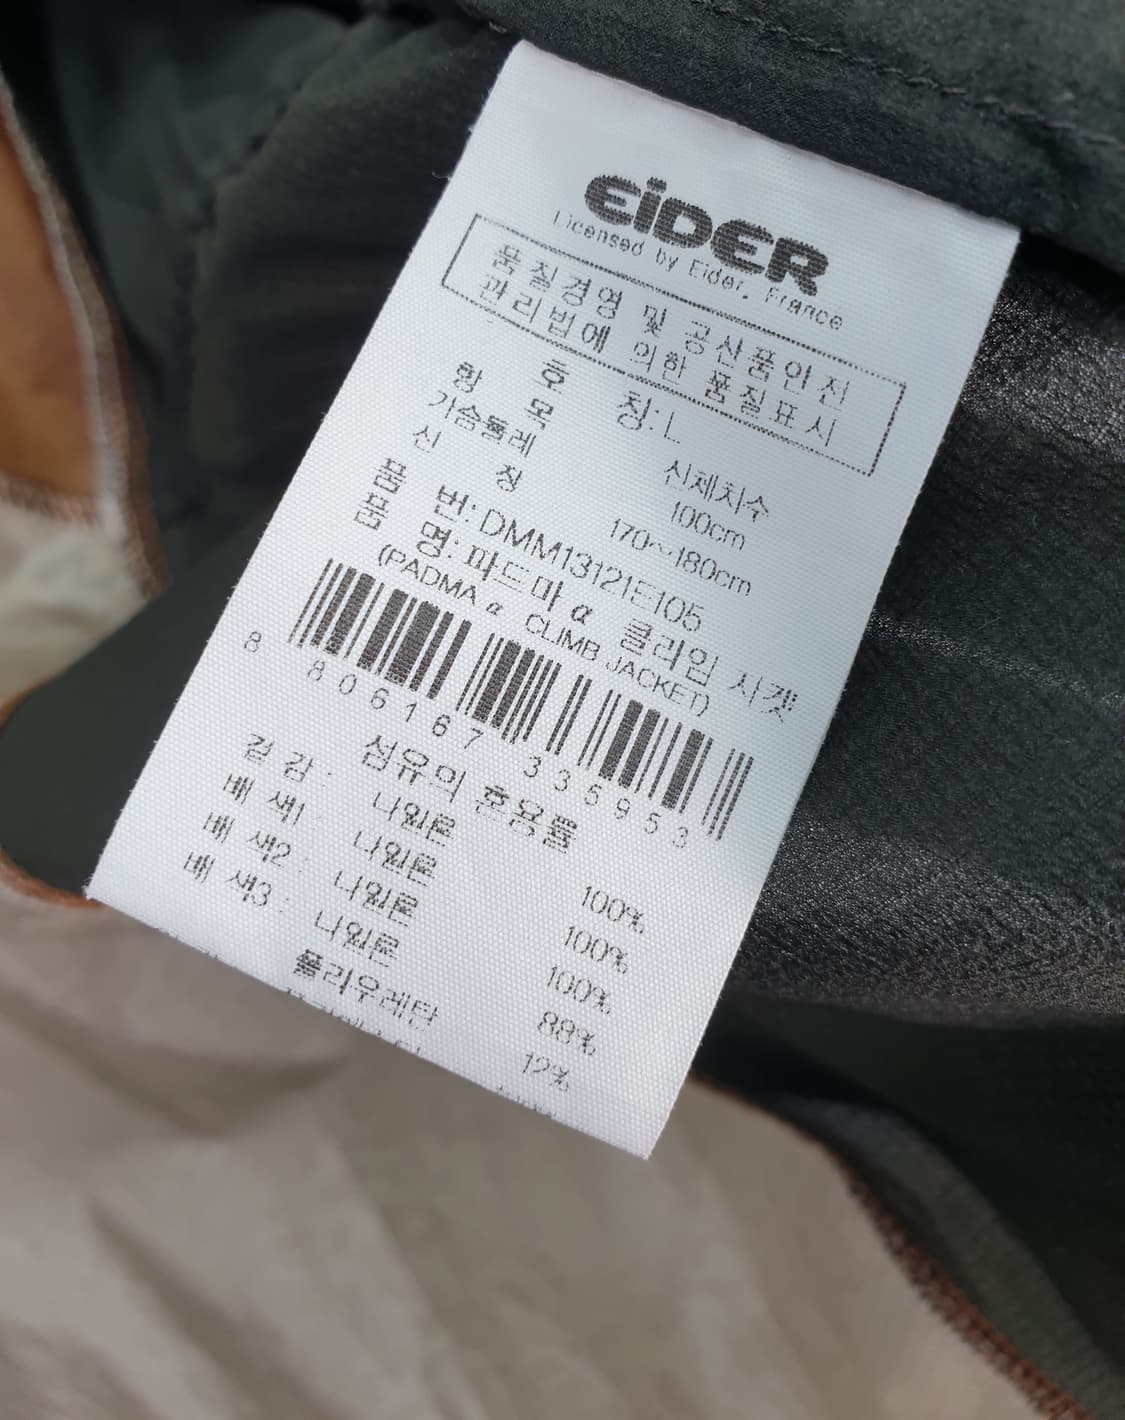 EiDER
Licensed by Eider, France
품질경영 및 공산품안전
관리법에 의한 품질표시
호 칭: L
항 목 신체치수
가슴둘레 100cm
신 장 170~180cm
품 번: DMM13121E105
품 명: 파드마 α 클라임 자켓
(PADMA α CLIMB JACKET)
8 806167 335953
섬유의 혼용률
겉 감 : 나일론 100%
배 색1 : 나일론 100%
배 색2 : 나일론 100%
배 색3 : 나일론 88%
폴리우레탄 12%